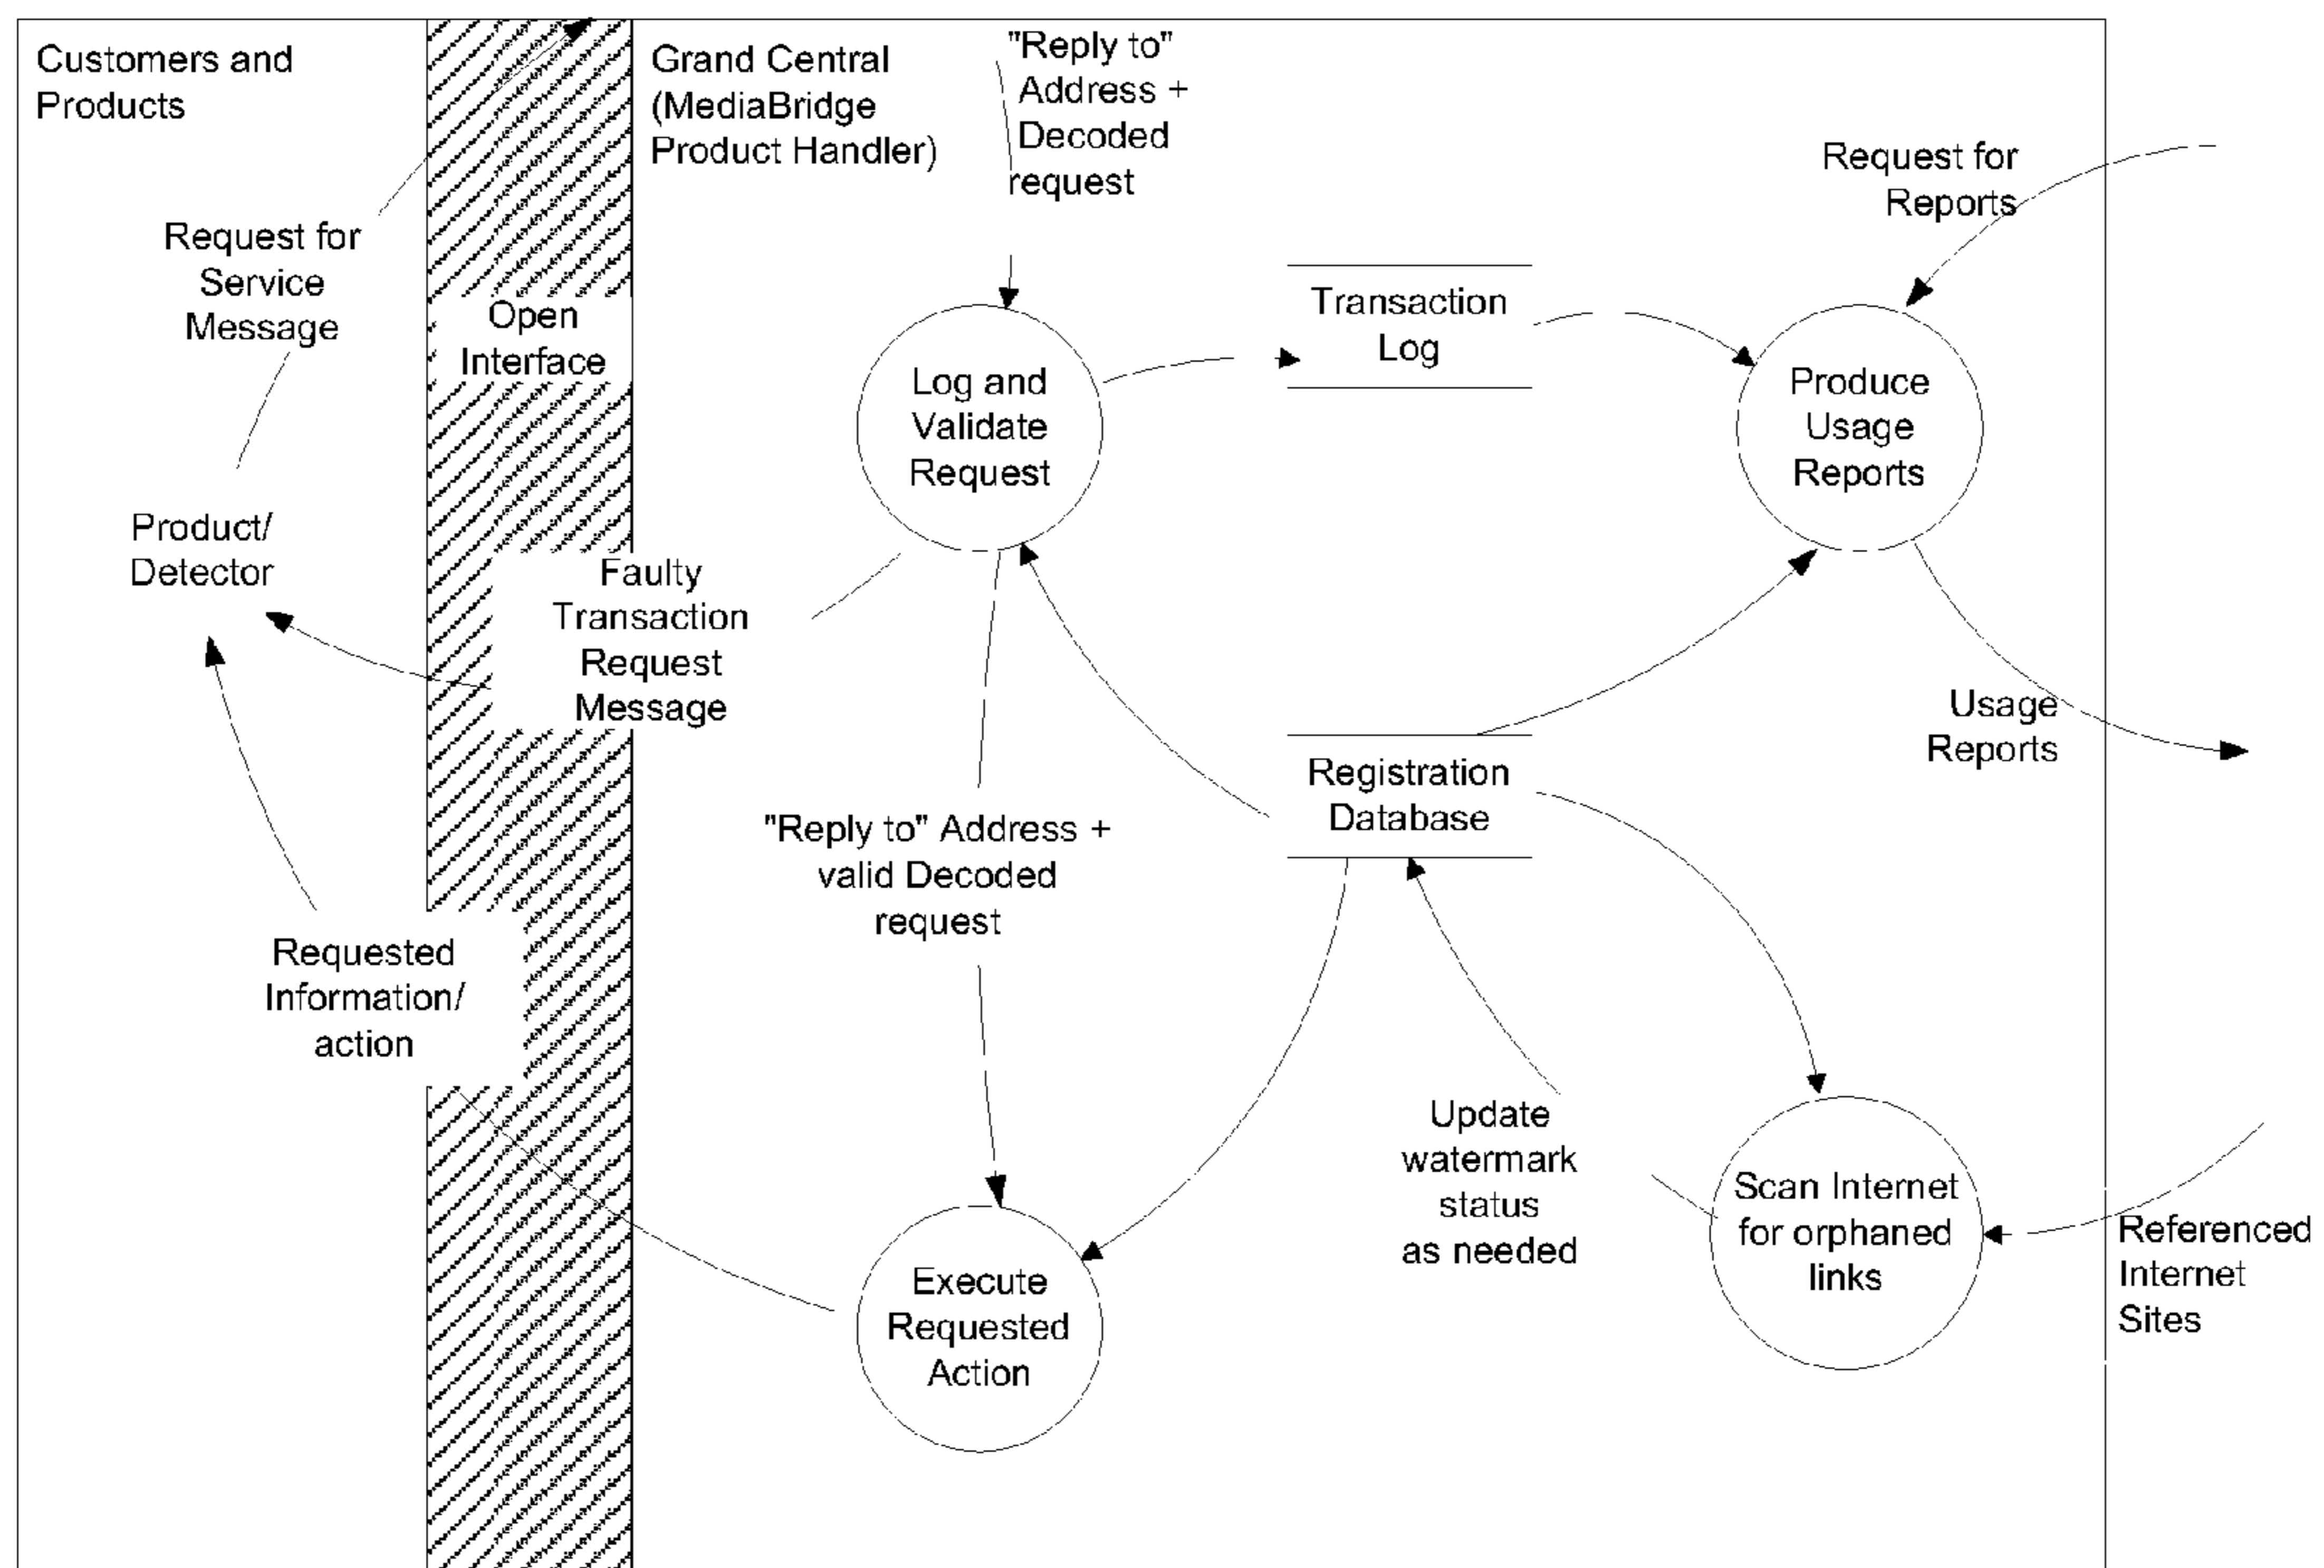 Customers and
Products
Grand Central
(MediaBridge
Product Handler)
"Reply to"
Address +
Decoded
request
Request for
Reports
Request for
Service
Message
Open
Interface
Transaction
Log
Log and
Validate
Request
Produce
Usage
Reports
Product/
Detector
Faulty
Transaction
Request
Message
Usage
Reports
Registration
Database
"Reply to" Address +
valid Decoded
request
Requested
Information/
action
Update
watermark
status
as needed
Scan Internet
for orphaned
links
Referenced
Internet
Sites
Execute
Requested
Action